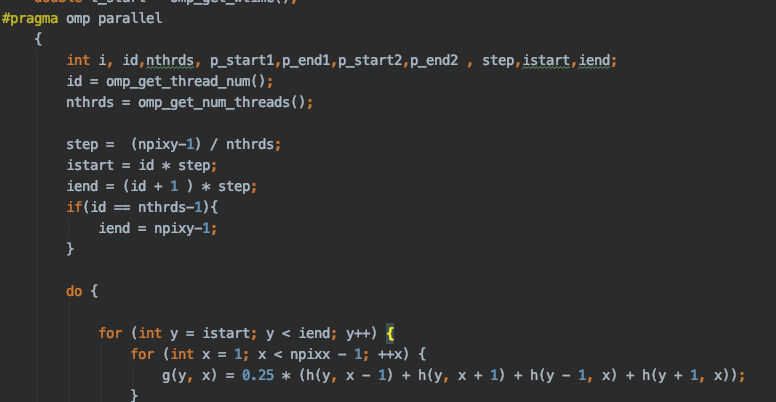 #pragma omp parallel
{
int i, id,nthrds, p_start1,p_end1,p_start2,p_end2 , step,istart,iend;
id = omp_get_thread_num();
nthrds = omp_get_num_threads();
step =  (npixy-1) / nthrds;
istart = id * step;
iend = (id + 1 ) * step;
if(id == nthrds-1){
iend = npixy-1;
}
do {
for (int y = istart; y < iend; y++) {
for (int x = 1; x < npixx - 1; ++x) {
g(y, x) = 0.25 * (h(y, x - 1) + h(y, x + 1) + h(y - 1, x) + h(y + 1, x));
}